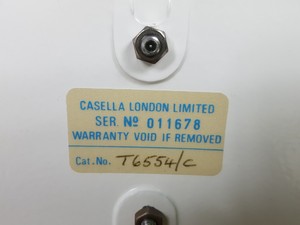 CASELLA LONDON LIMITED
SER. Nº 011678
WARRANTY VOID IF REMOVED
Cat. No. T6554/C